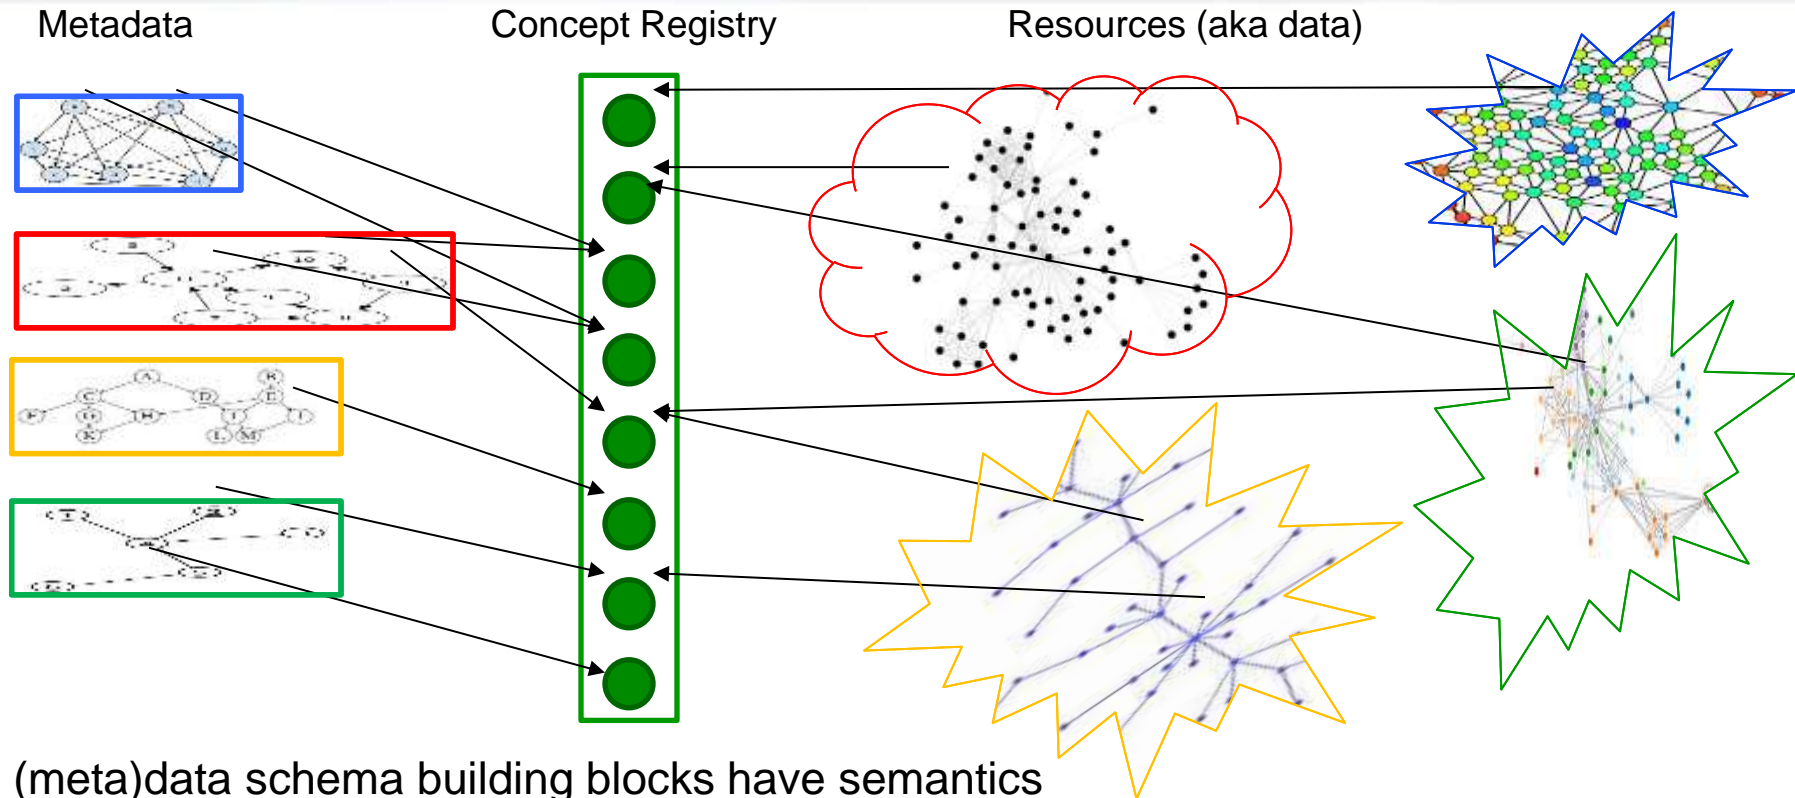 Metadata
Concept Registry
Resources (aka data)
A
B
C
D
E
F
G
H
I
J
K
L
M
(meta)data schema building blocks have semantics